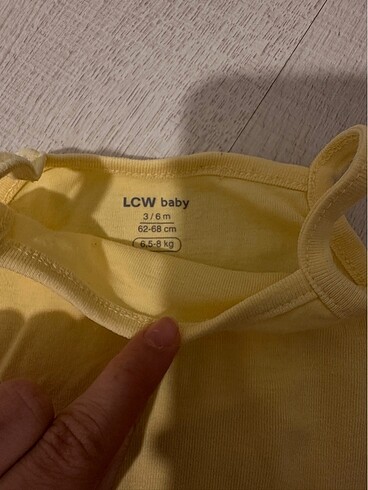 LCW baby
3 / 6 m
62-68 cm
6,5-8 kg